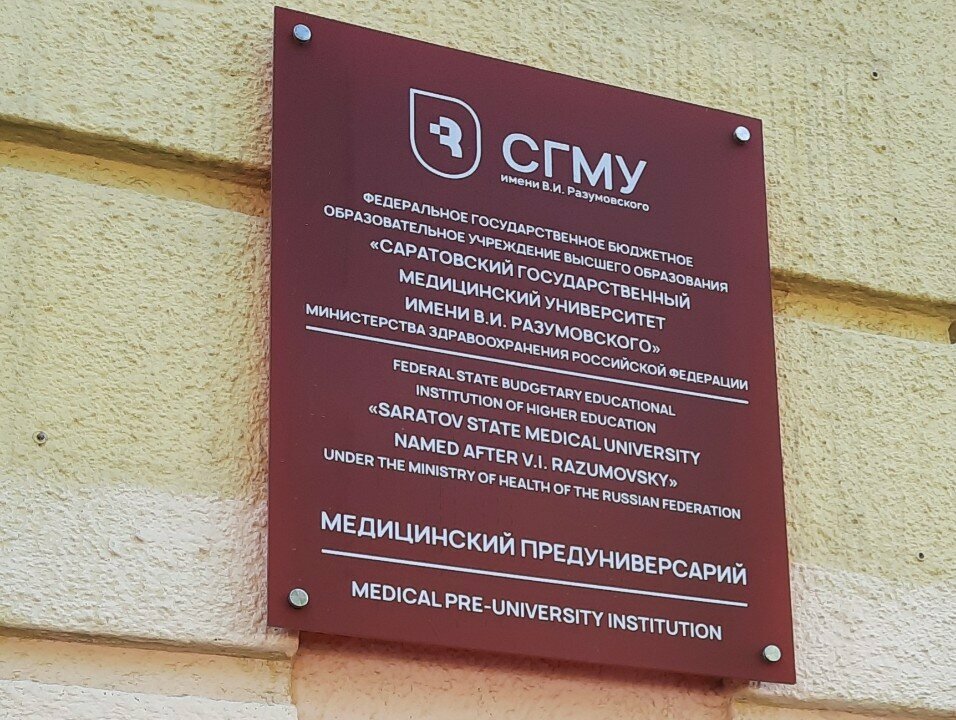 СГМУ
имени В.И. Разумовского
ФЕДЕРАЛЬНОЕ ГОСУДАРСТВЕННОЕ БЮДЖЕТНОЕ
ОБРАЗОВАТЕЛЬНОЕ УЧРЕЖДЕНИЕ ВЫСШЕГО ОБРАЗОВАНИЯ
«САРАТОВСКИЙ ГОСУДАРСТВЕННЫЙ
МЕДИЦИНСКИЙ УНИВЕРСИТЕТ
ИМЕНИ В.И. РАЗУМОВСКОГО»
МИНИСТЕРСТВА ЗДРАВООХРАНЕНИЯ РОССИЙСКОЙ ФЕДЕРАЦИИ
FEDERAL STATE BUDGETARY EDUCATIONAL
INSTITUTION OF HIGHER EDUCATION
«SARATOV STATE MEDICAL UNIVERSITY
NAMED AFTER V.I. RAZUMOVSKY»
UNDER THE MINISTRY OF HEALTH OF THE RUSSIAN FEDERATION
МЕДИЦИНСКИЙ ПРЕДУНИВЕРСАРИЙ
MEDICAL PRE-UNIVERSITY INSTITUTION